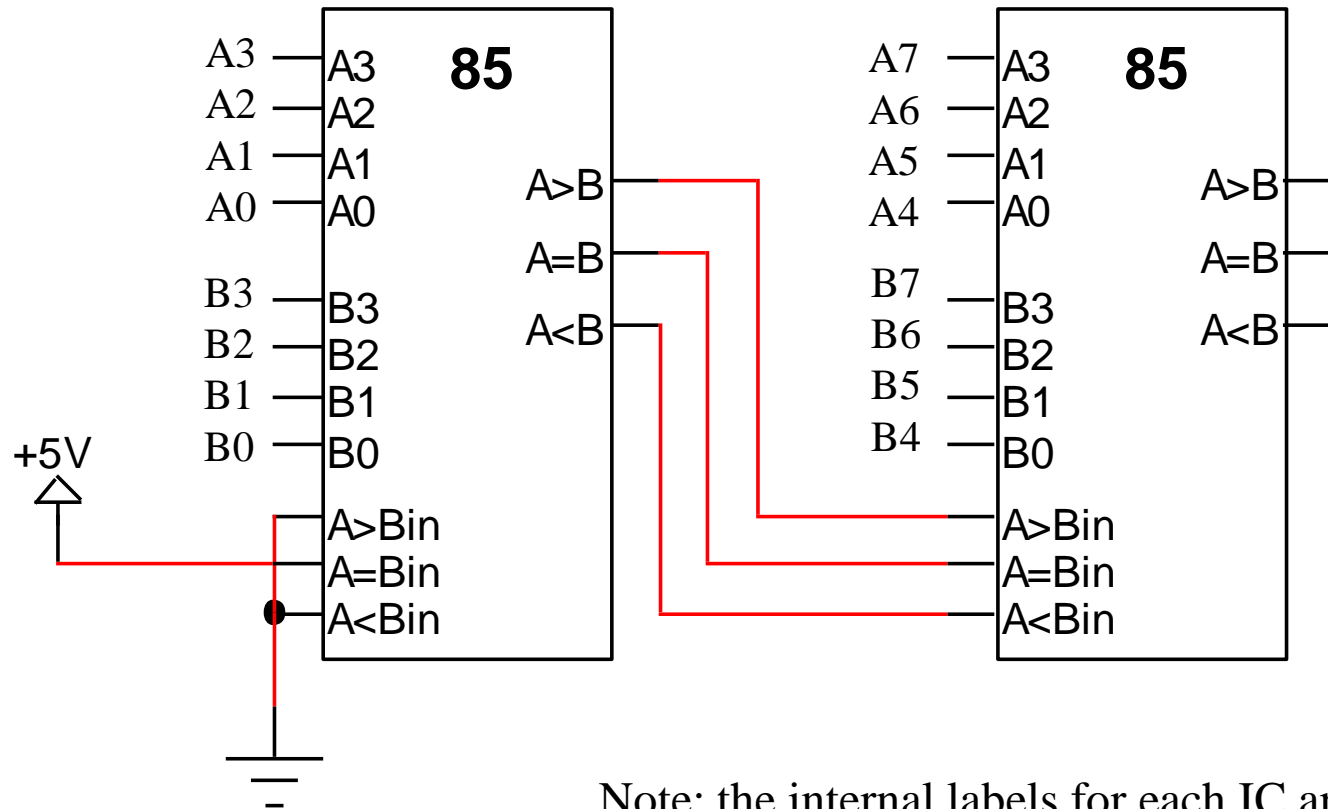 A3
A2
A1
A0
B3
B2
B1
B0
+5V
85
A3
A2
A1
A0
B3
B2
B1
B0
A>Bin
A=Bin
A<Bin
A>B
A=B
A<B
A7
A6
A5
A4
B7
B6
B5
B4
85
A3
A2
A1
A0
B3
B2
B1
B0
A>Bin
A=Bin
A<Bin
A>B
A=B
A<B
Note: the internal labels for each IC